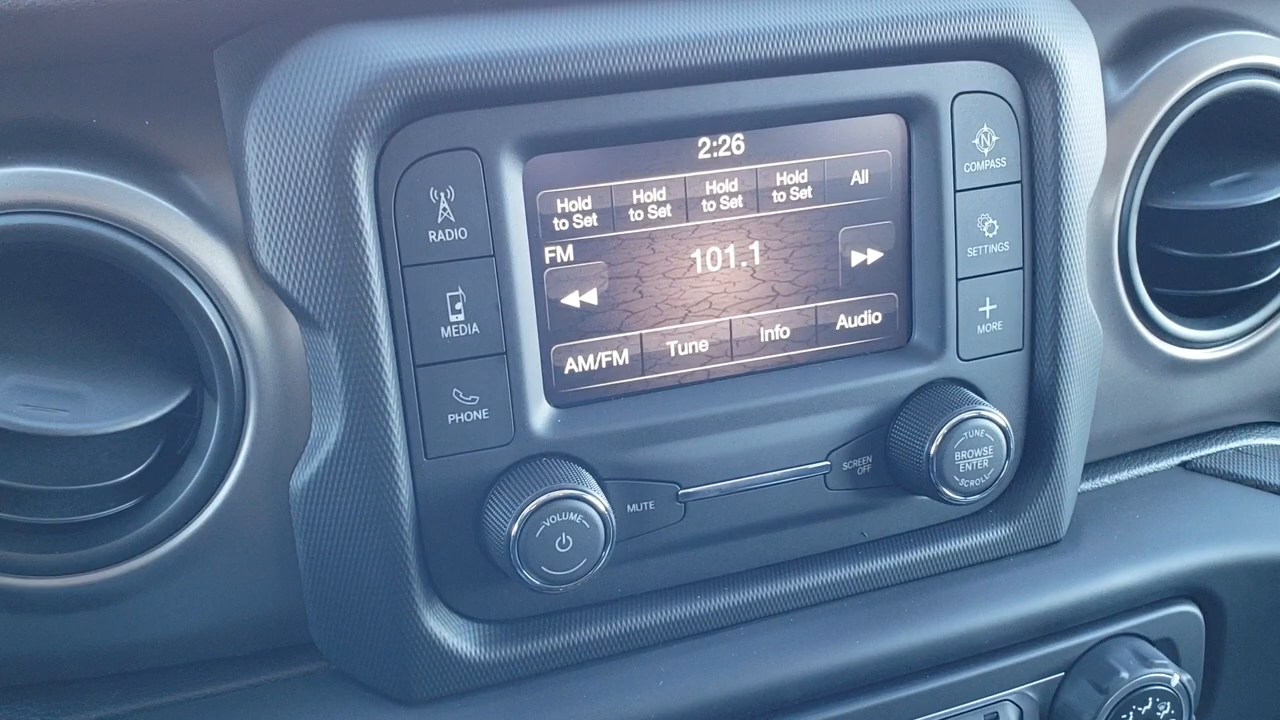 2:26
Hold
to Set
Hold
to Set
Hold
to Set
Hold
to Set
All
FM
101.1
AM/FM
Tune
Info
Audio
RADIO
MEDIA
PHONE
N
COMPASS
SETTINGS
MORE
VOLUME
MUTE
SCREEN
OFF
TUNE
BROWSE
ENTER
SCROLL